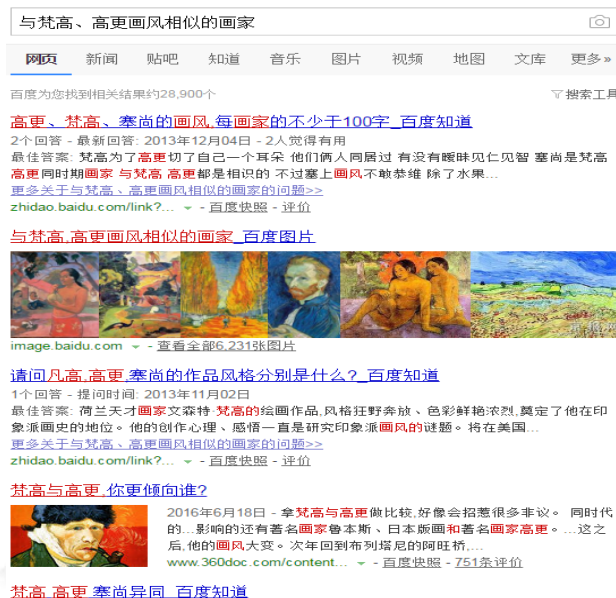 与梵高、高更画风相似的画家
网页 新闻 贴吧 知道 音乐 图片 视频 地图 文库 更多»
百度为您找到相关结果约28,900个 搜索工具
高更、梵高、塞尚的画风,每画家的不少于100字_百度知道
2个回答 - 最新回答: 2013年12月04日 - 2人觉得有用
最佳答案: 梵高为了高更切了自己一个耳朵 他们俩人同居过 有没有暧昧见仁见智 塞尚是梵高
高更同时期画家 与梵高 高更都是相识的 不过塞上画风不敢恭维 除了水果...
更多关于与梵高、高更画风相似的画家的问题>>
zhidao.baidu.com/link?... - 百度快照 - 评价
与梵高,高更画风相似的画家_百度图片
image.baidu.com - 查看全部6,231张图片
请问凡高,高更,塞尚的作品风格分别是什么?_百度知道
1个回答 - 提问时间: 2013年11月02日
最佳答案: 荷兰天才画家文森特·梵高的绘画作品,风格狂野奔放、色彩鲜艳浓烈,奠定了他在印
象派画史的地位。他的创作心理、感悟一直是研究印象派画风的谜题。将在美国...
更多关于与梵高、高更画风相似的画家的问题>>
zhidao.baidu.com/link?... - 百度快照 - 评价
梵高与高更,你更倾向谁?
2016年6月18日 - 拿梵高与高更做比较,好像会招惹很多非议。 同时代
的...影响的还有著名画家鲁本斯、日本版画和著名画家高更。...这之
后,他的画风大变。次年回到布列塔尼的阿旺桥,...
www.360doc.com/content... - 百度快照 - 751条评价
梵高 高更 塞尚异同_百度知道